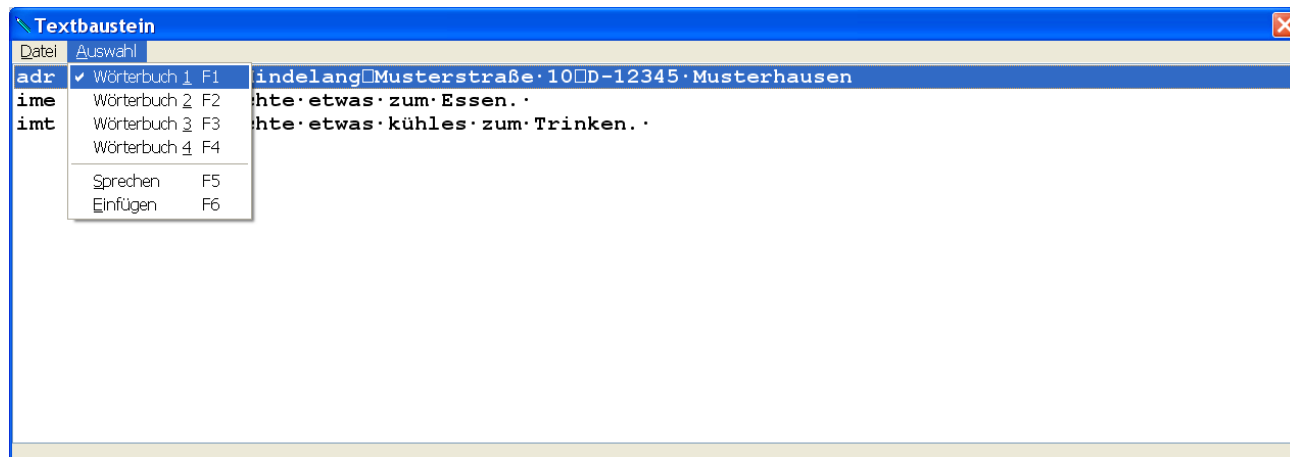 Textbaustein
Datei Auswahl
adr indelang□Musterstraße·10□D-12345·Musterhausen
ime hte·etwas·zum·Essen.·
imt hte·etwas·kühles·zum·Trinken.·
✔ Wörterbuch 1 F1
Wörterbuch 2 F2
Wörterbuch 3 F3
Wörterbuch 4 F4
Sprechen F5
Einfügen F6